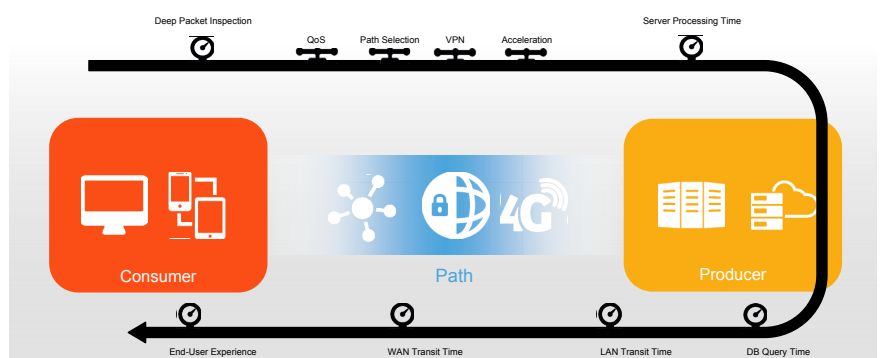 Deep Packet Inspection
QoS
Path Selection
VPN
Acceleration
Server Processing Time
4G
Consumer
Path
Producer
End-User Experience
WAN Transit Time
LAN Transit Time
DB Query Time